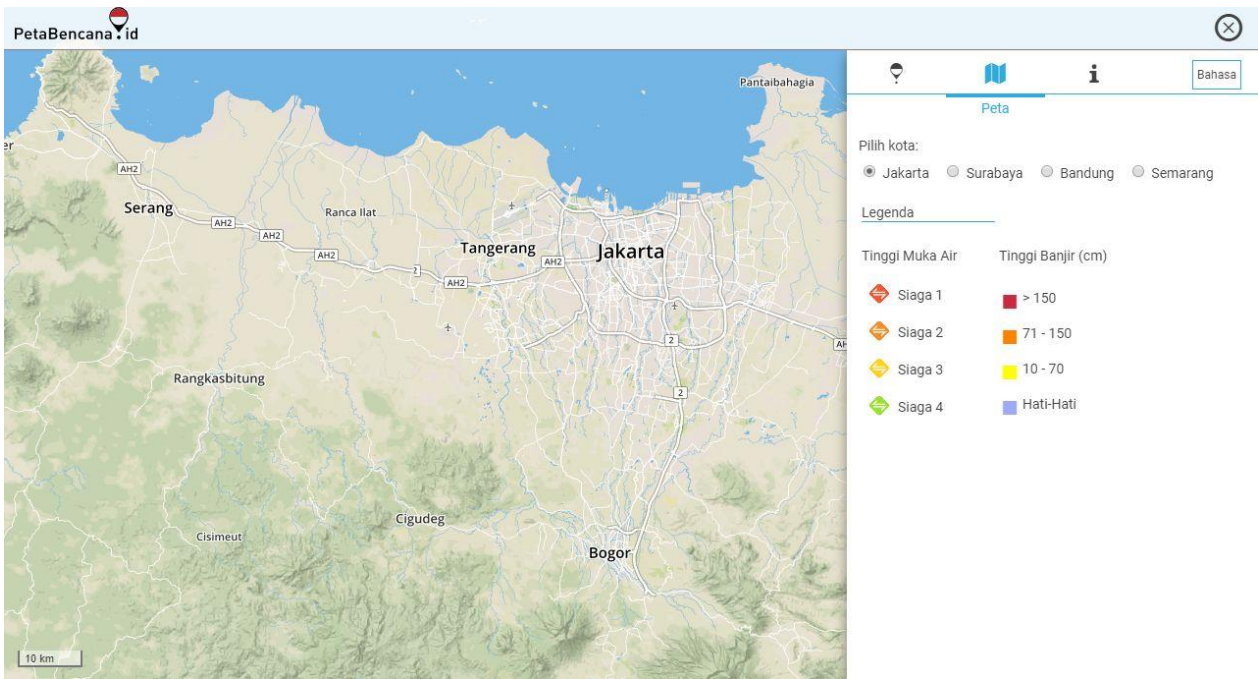 PetaBencana.id
Bahasa
Peta
Pilih kota:
Jakarta Surabaya Bandung Semarang
Legenda
Tinggi Muka Air Tinggi Banjir (cm)
Siaga 1 > 150
Siaga 2 71 - 150
Siaga 3 10 - 70
Siaga 4 Hati-Hati
Pantaibahagia
er
AH2
Serang
AH2
Ranca Ilat
AH2
AH2
Tangerang
Jakarta
AH2
2
AH2
2
AH
Rangkasbitung
2
Cigudeg
Cisimeut
Bogor
10 km